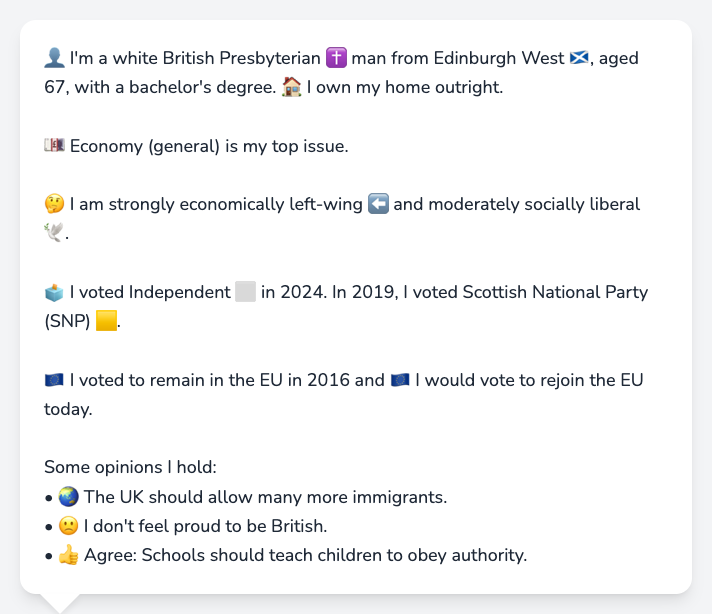 👤 I'm a white British Presbyterian ✝️ man from Edinburgh West 🏴󠁧󠁢󠁳󠁣󠁴󠁿, aged
67, with a bachelor's degree. 🏠 I own my home outright.
💷 Economy (general) is my top issue.
🤔 I am strongly economically left-wing ⬅️ and moderately socially liberal
🕊️.
🗳️ I voted Independent ⬜ in 2024. In 2019, I voted Scottish National Party
(SNP) 🟨.
🇪🇺 I voted to remain in the EU in 2016 and 🇪🇺 I would vote to rejoin the EU
today.
Some opinions I hold:
• 🌏 The UK should allow many more immigrants.
• 🙁 I don't feel proud to be British.
• 👍 Agree: Schools should teach children to obey authority.